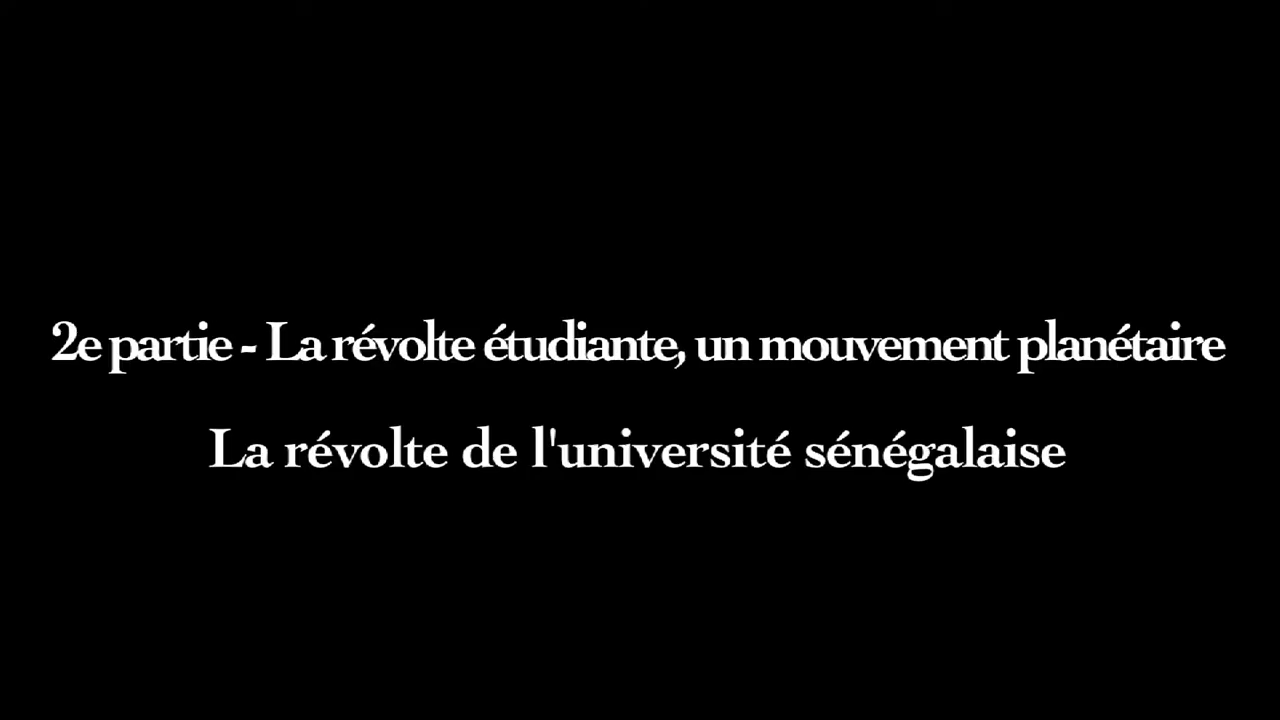 2e partie - La révolte étudiante, un mouvement planétaire
La révolte de l'université sénégalaise